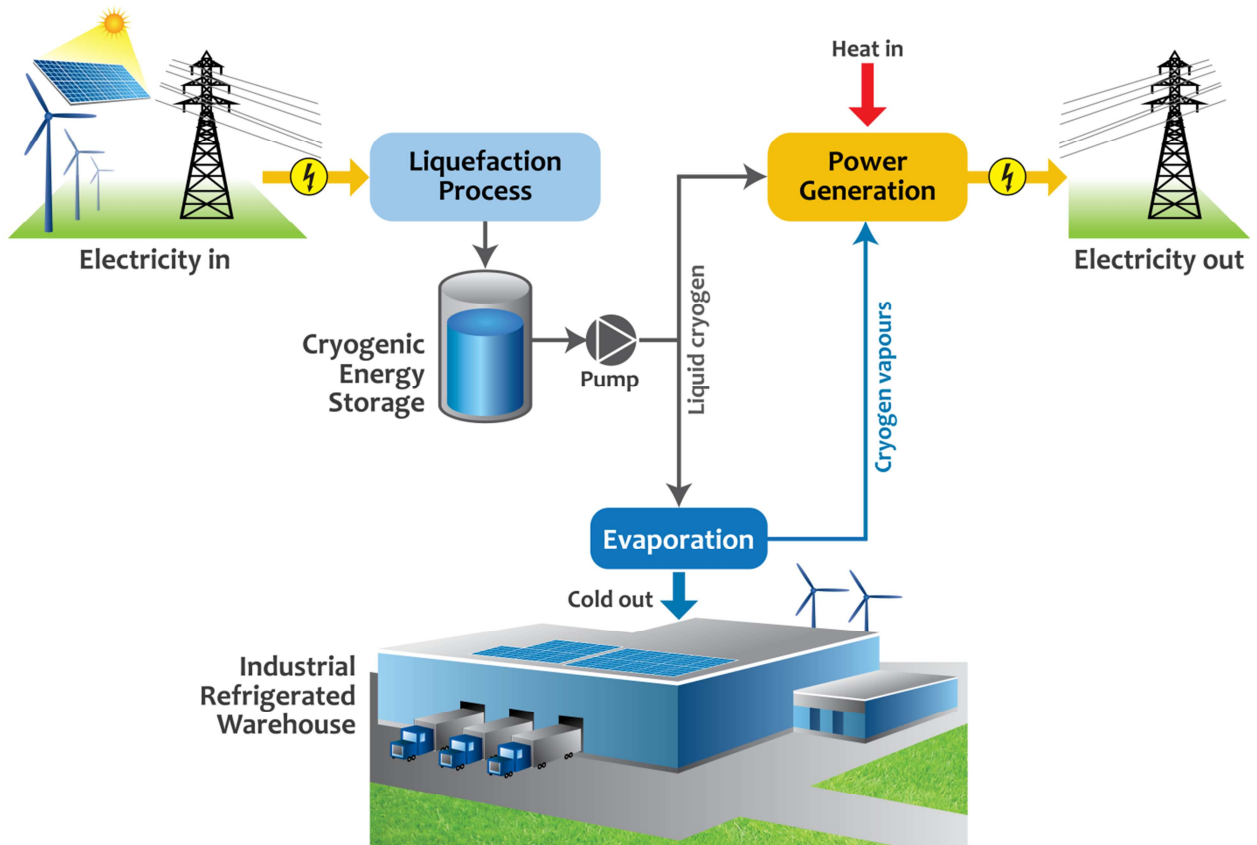 Heat in
Liquefaction
Process
Power
Generation
Electricity in
Electricity out
Liquid cryogen
Cryogen vapours
Cryogenic
Energy
Storage
Pump
Evaporation
Cold out
Industrial
Refrigerated
Warehouse